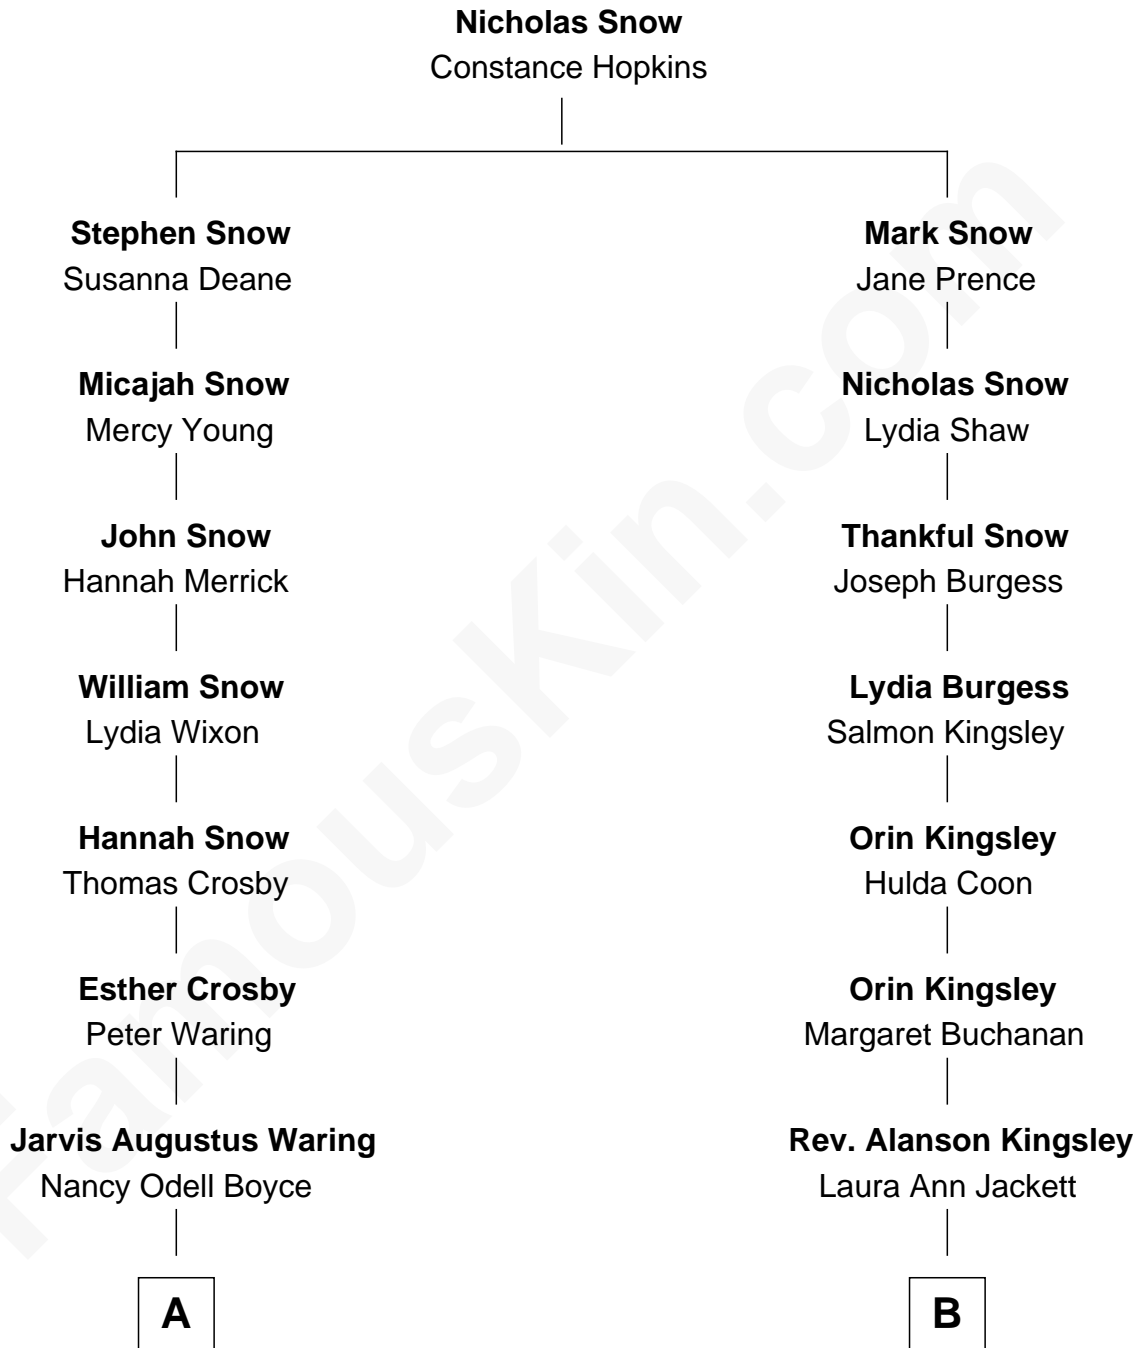 Nicholas Snow
Constance Hopkins
Stephen Snow
Susanna Deane
Mark Snow
Jane Prence
Micajah Snow
Mercy Young
Nicholas Snow
Lydia Shaw
John Snow
Hannah Merrick
Thankful Snow
Joseph Burgess
William Snow
Lydia Wixon
Lydia Burgess
Salmon Kingsley
Hannah Snow
Thomas Crosby
Orin Kingsley
Hulda Coon
Esther Crosby
Peter Waring
Orin Kingsley
Margaret Buchanan
Jarvis Augustus Waring
Nancy Odell Boyce
Rev. Alanson Kingsley
Laura Ann Jackett
A
B
FamousKin.com